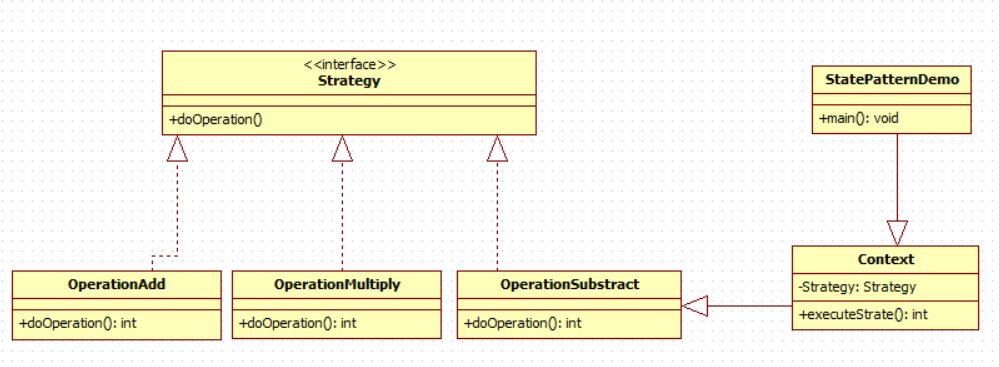 <<interface>>
Strategy
+doOperation()
StatePatternDemo
+main(): void
OperationAdd
+doOperation(): int
OperationMultiply
+doOperation(): int
OperationSubstract
+doOperation(): int
Context
-Strategy: Strategy
+executeStrate(): int